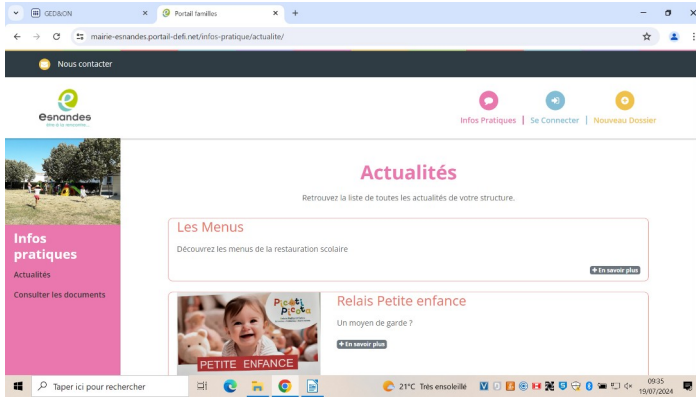 GED&ON
Portail familles
mairie-esnandes.portail-defi.net/infos-pratique/actualite/
Nous contacter
esnandes
Infos Pratiques
Se Connecter
Nouveau Dossier
Actualités
Retrouvez la liste de toutes les actualités de votre structure.
Infos
pratiques
Actualités
Consulter les documents
Les Menus
Découvrez les menus de la restauration scolaire
+ En savoir plus
Picoti
Picota
PETITE ENFANCE
Relais Petite enfance
Un moyen de garde ?
+ En savoir plus
Taper ici pour rechercher
21°C Très ensoleillé
09:35
19/07/2024